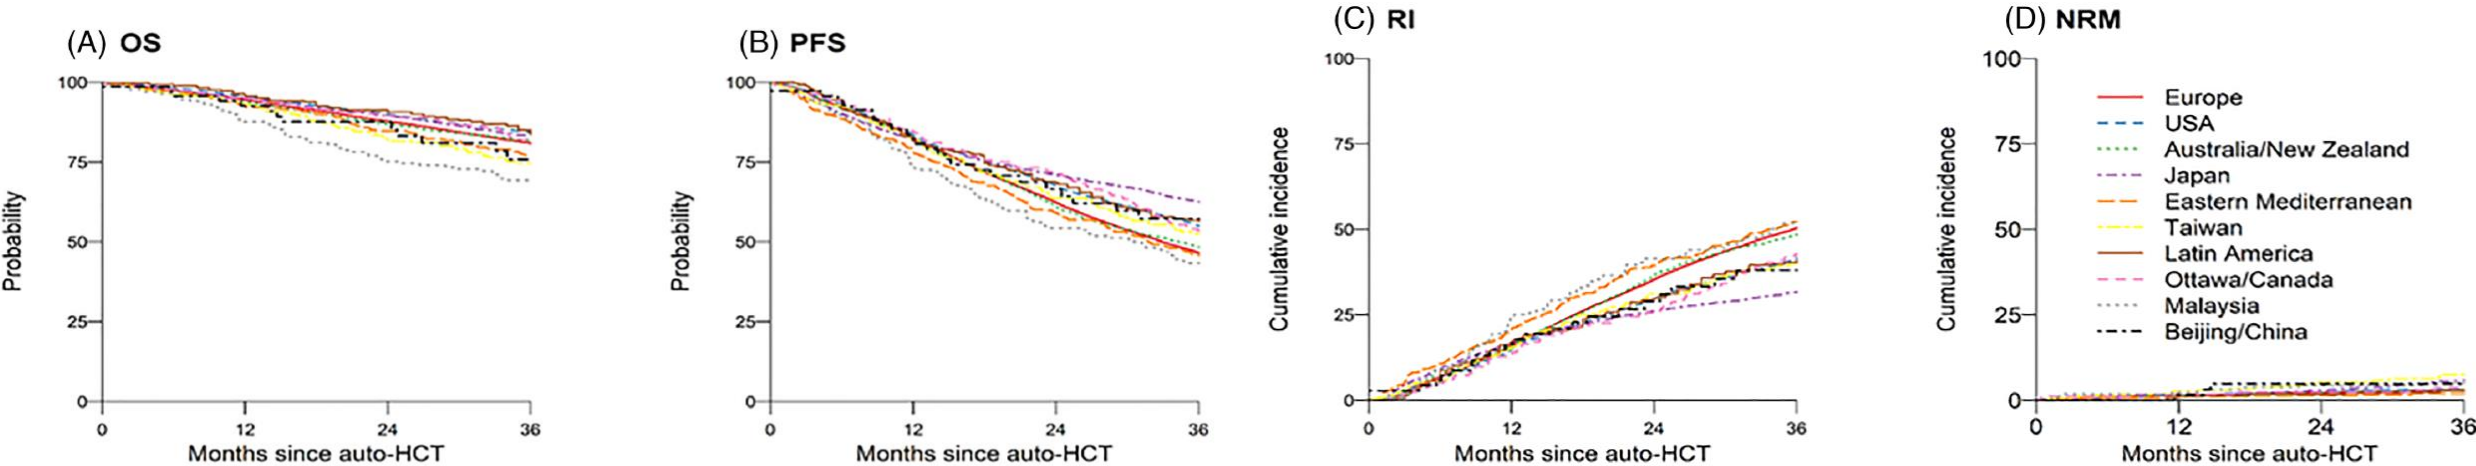 (A) OS
100
75
50
25
0
Probability
0 12 24 36
Months since auto-HCT
(B) PFS
100
75
50
25
0
Probability
0 12 24 36
Months since auto-HCT
(C) RI
100
75
50
25
0
Cumulative incidence
0 12 24 36
Months since auto-HCT
(D) NRM
100
75
50
25
0
Cumulative incidence
Europe
USA
Australia/New Zealand
Japan
Eastern Mediterranean
Taiwan
Latin America
Ottawa/Canada
Malaysia
Beijing/China
0 12 24 36
Months since auto-HCT